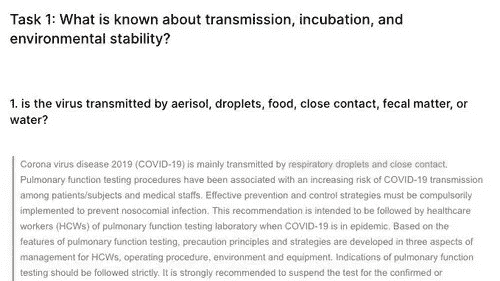 Task 1: What is known about transmission, incubation, and
environmental stability?
1. is the virus transmitted by aerisol, droplets, food, close contact, fecal matter, or
water?
Corona virus disease 2019 (COVID-19) is mainly transmitted by respiratory droplets and close contact.
Pulmonary function testing procedures have been associated with an increasing risk of COVID-19 transmission
among patients/subjects and medical staffs. Effective prevention and control strategies must be compulsorily
implemented to prevent nosocomial infection. This recommendation is intended to be followed by healthcare
workers (HCWs) of pulmonary function testing laboratory when COVID-19 is in epidemic. Based on the
features of pulmonary function testing, precaution principles and strategies are developed in three aspects of
management for HCWs, operating procedure, environment and equipment. Indications of pulmonary function
testing should be followed strictly. It is strongly recommended to suspend the test for the confirmed or